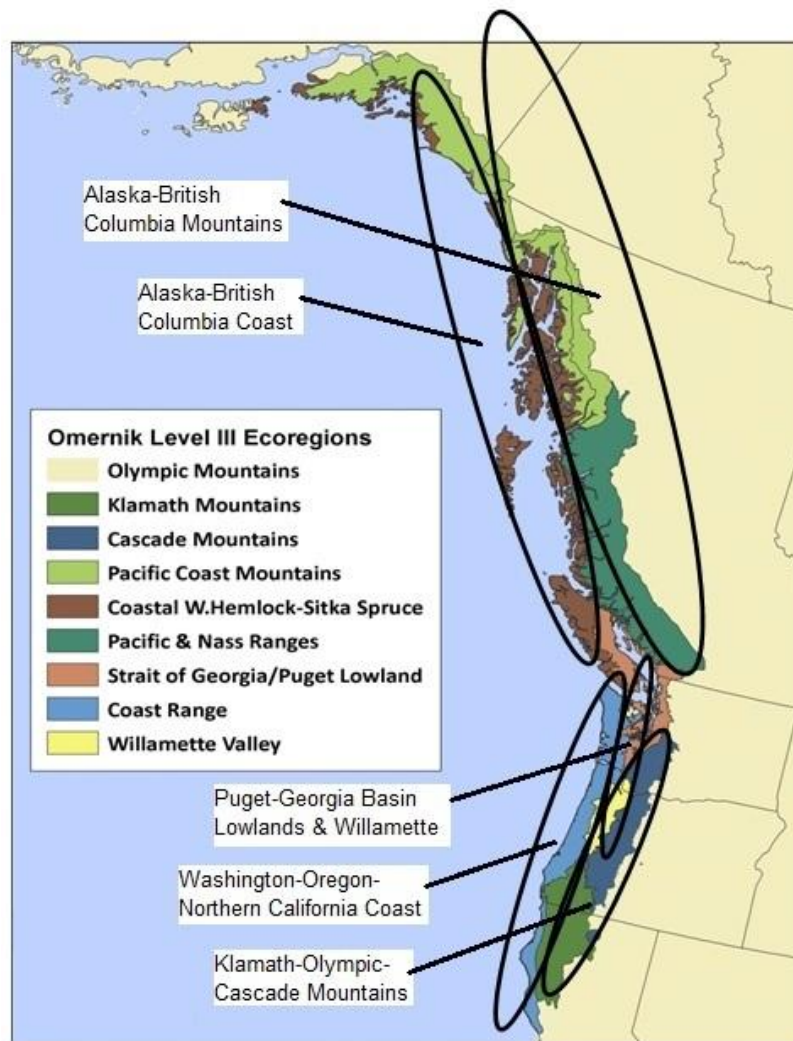 Alaska-British
Columbia Mountains
Alaska-British
Columbia Coast
Omernik Level III Ecoregions
Olympic Mountains
Klamath Mountains
Cascade Mountains
Pacific Coast Mountains
Coastal W.Hemlock-Sitka Spruce
Pacific & Nass Ranges
Strait of Georgia/Puget Lowland
Coast Range
Willamette Valley
Puget-Georgia Basin
Lowlands & Willamette
Washington-Oregon-
Northern California Coast
Klamath-Olympic-
Cascade Mountains